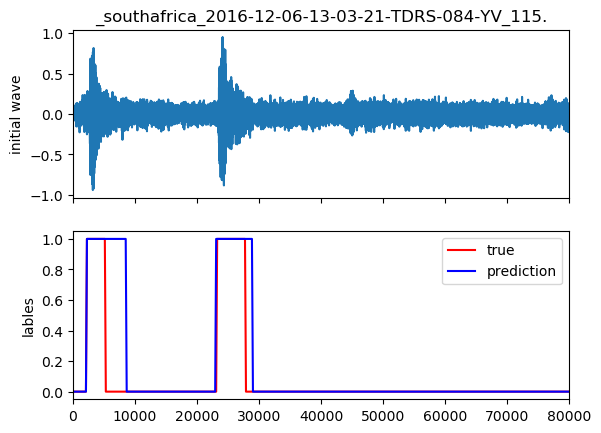 _southafrica_2016-12-06-13-03-21-TDRS-084-YV_115.
initial wave
1.0
0.5
0.0
−0.5
−1.0
lables
1.0
0.8
0.6
0.4
0.2
0.0
true
prediction
0 10000 20000 30000 40000 50000 60000 70000 80000